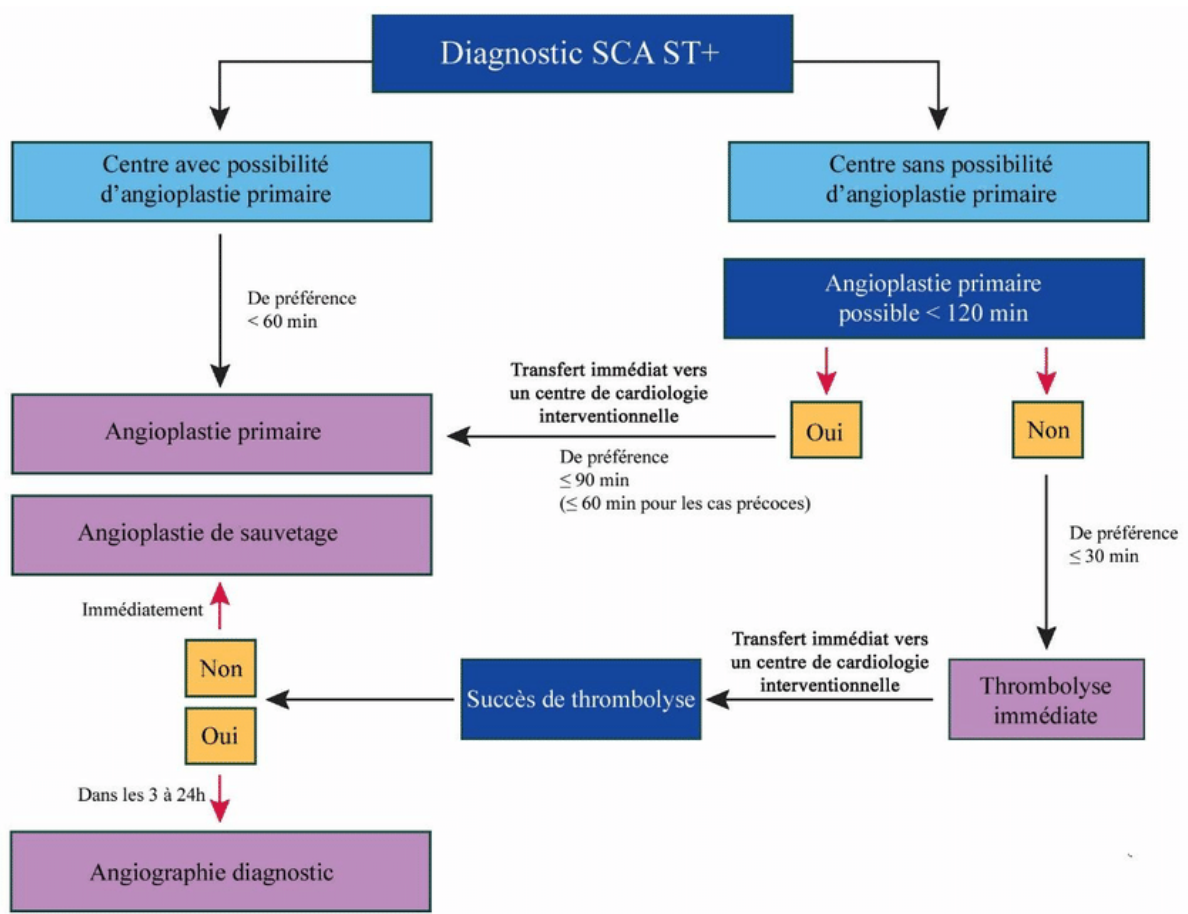 Diagnostic SCA ST+
Centre avec possibilité
d'angioplastie primaire
Centre sans possibilité
d'angioplastie primaire
De préférence
< 60 min
Angioplastie primaire
possible < 120 min
Transfert immédiat vers
un centre de cardiologie
interventionnelle
Oui
Non
Angioplastie primaire
De préférence
≤ 90 min
(≤ 60 min pour les cas précoces)
Angioplastie de sauvetage
De préférence
≤ 30 min
Immédiatement
Non
Oui
Succès de thrombolyse
Transfert immédiat vers
un centre de cardiologie
interventionnelle
Thrombolyse
immédiate
Dans les 3 à 24h
Angiographie diagnostic